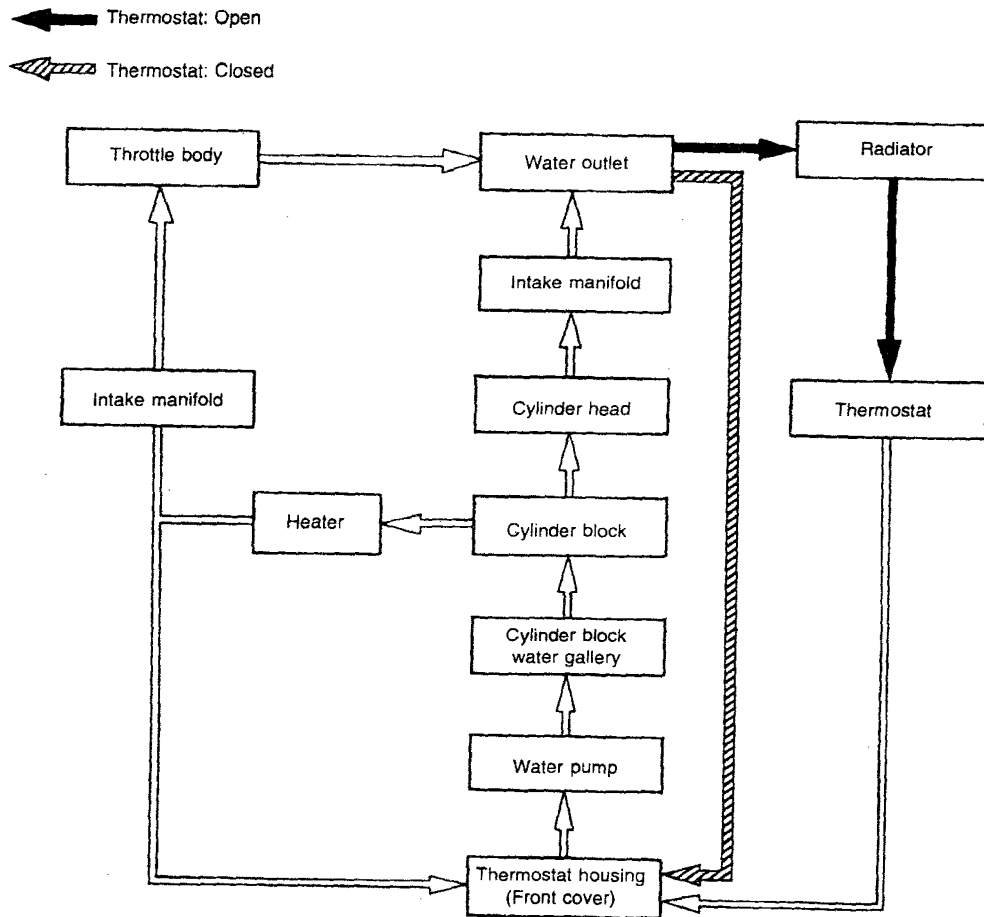 Thermostat: Open
Thermostat: Closed
Throttle body
Water outlet
Radiator
Intake manifold
Intake manifold
Cylinder head
Thermostat
Heater
Cylinder block
Cylinder block
water gallery
Water pump
Thermostat housing
(Front cover)